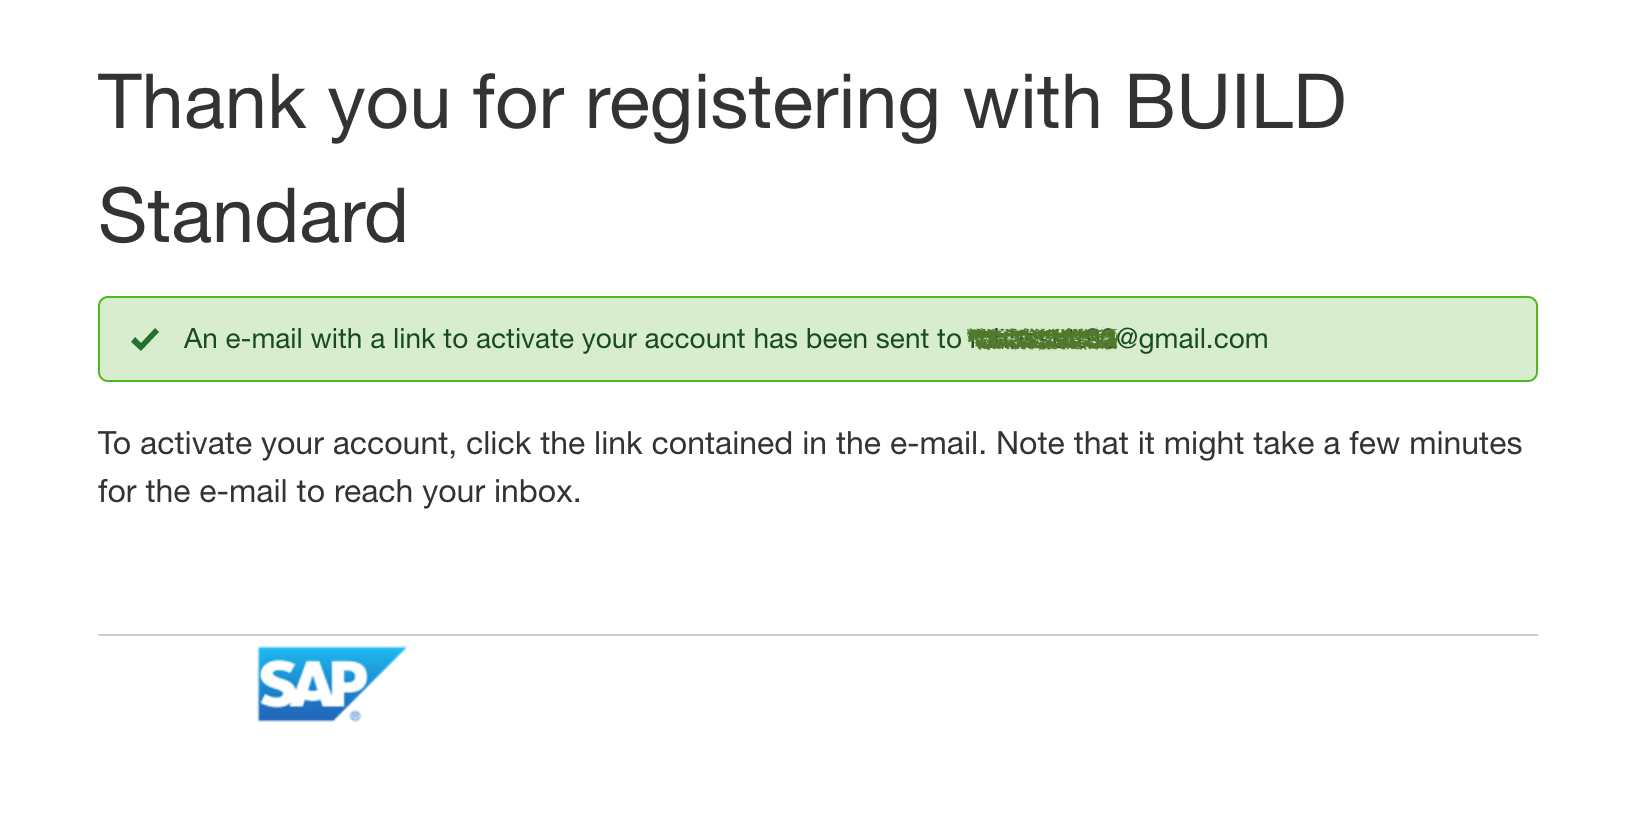 Thank you for registering with BUILD
Standard
An e-mail with a link to activate your account has been sent to @gmail.com
To activate your account, click the link contained in the e-mail. Note that it might take a few minutes
for the e-mail to reach your inbox.
SAP®